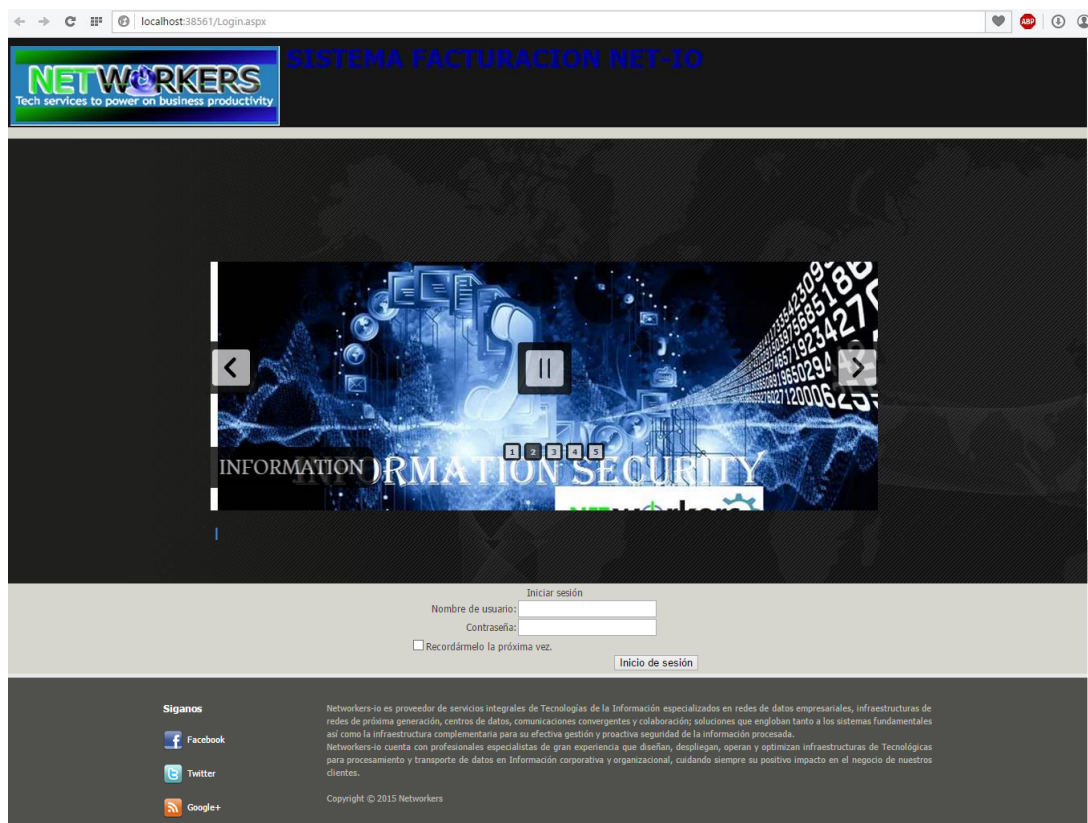 localhost:38561/Login.aspx
ABP
NETWORKERS
Tech services to power on business productivity
SISTEMA FACTURACION NET-IO
1 2 3 4 5
INFORMATION
INFORMATION SECURITY
networkers
Iniciar sesión
Nombre de usuario:
Contraseña:
Recordármelo la próxima vez.
Inicio de sesión
Siganos
Facebook
Twitter
Google+
Networkers-io es proveedor de servicios integrales de Tecnologías de la Información especializados en redes de datos empresariales, infraestructuras de
redes de próxima generación, centros de datos, comunicaciones convergentes y colaboración; soluciones que engloban tanto a los sistemas fundamentales
así como la infraestructura complementaria para su efectiva gestión y proactiva seguridad de la información procesada.
Networkers-io cuenta con profesionales especialistas de gran experiencia que diseñan, despliegan, operan y optimizan infraestructuras de Tecnológicas
para procesamiento y transporte de datos en Información corporativa y organizacional, cuidando siempre su positivo impacto en el negocio de nuestros
clientes.
Copyright © 2015 Networkers